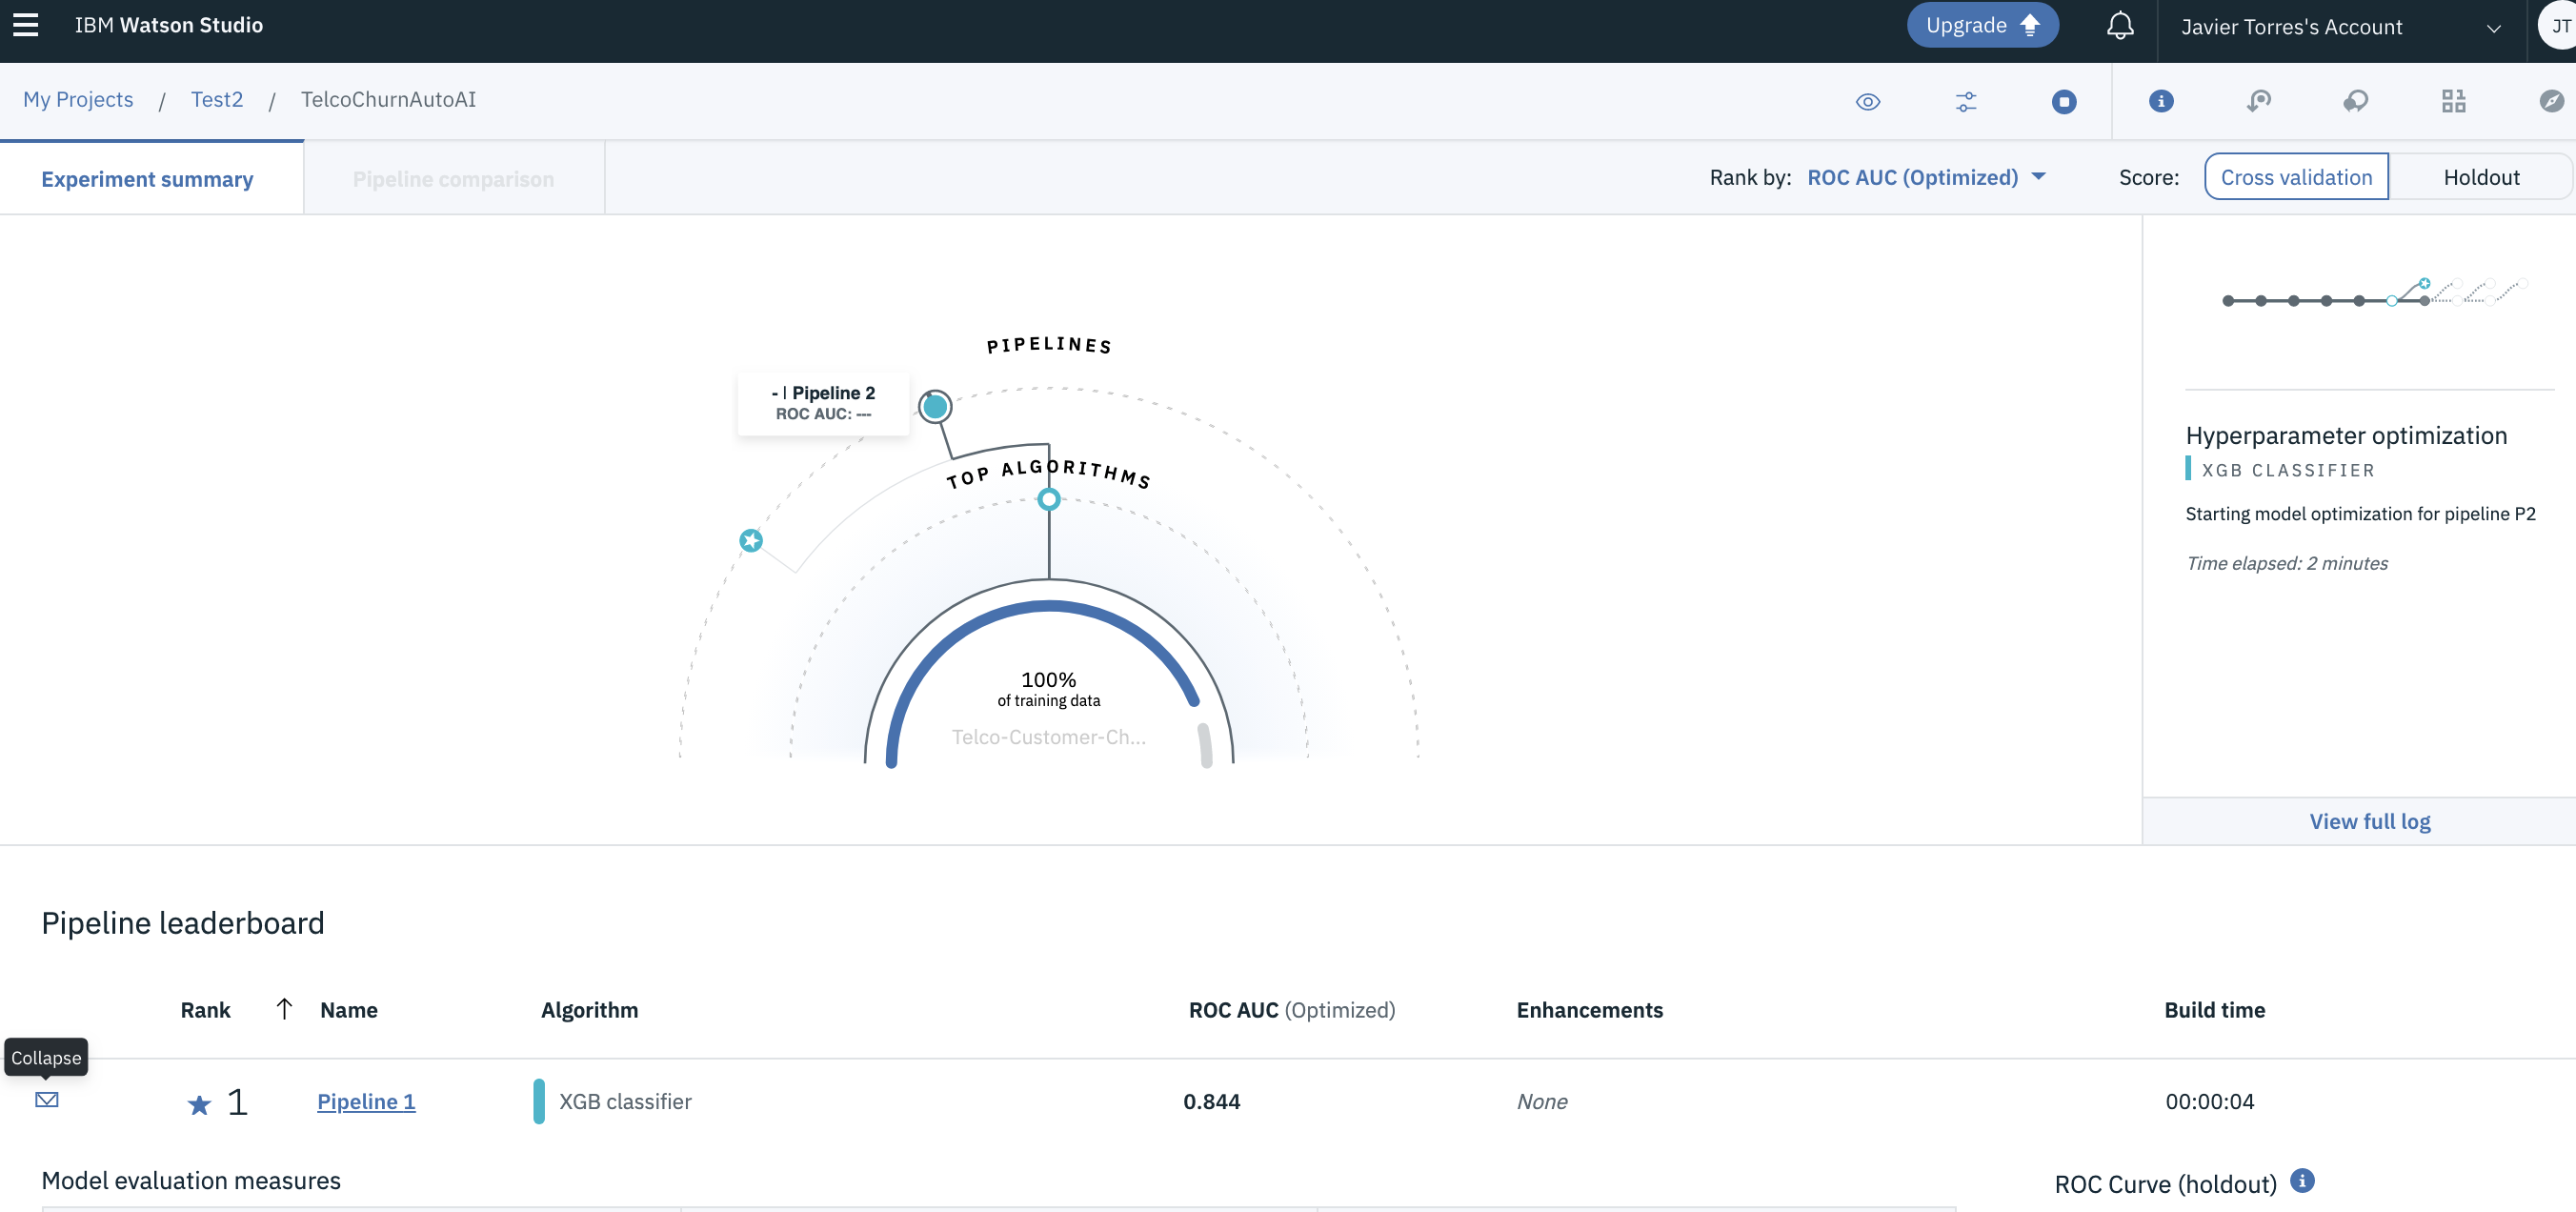 IBM Watson Studio
Upgrade
Javier Torres's Account
JT
My Projects / Test2 / TelcoChurnAutoAI
Experiment summary
Pipeline comparison
Rank by: ROC AUC (Optimized)
Score: Cross validation Holdout
PIPELINES
- | Pipeline 2
ROC AUC: ---
TOP ALGORITHMS
100%
of training data
Telco-Customer-Ch...
Hyperparameter optimization
XGB CLASSIFIER
Starting model optimization for pipeline P2
Time elapsed: 2 minutes
View full log
Pipeline leaderboard
Rank Name Algorithm ROC AUC (Optimized) Enhancements Build time
Collapse
1 Pipeline 1 XGB classifier 0.844 None 00:00:04
Model evaluation measures
ROC Curve (holdout)